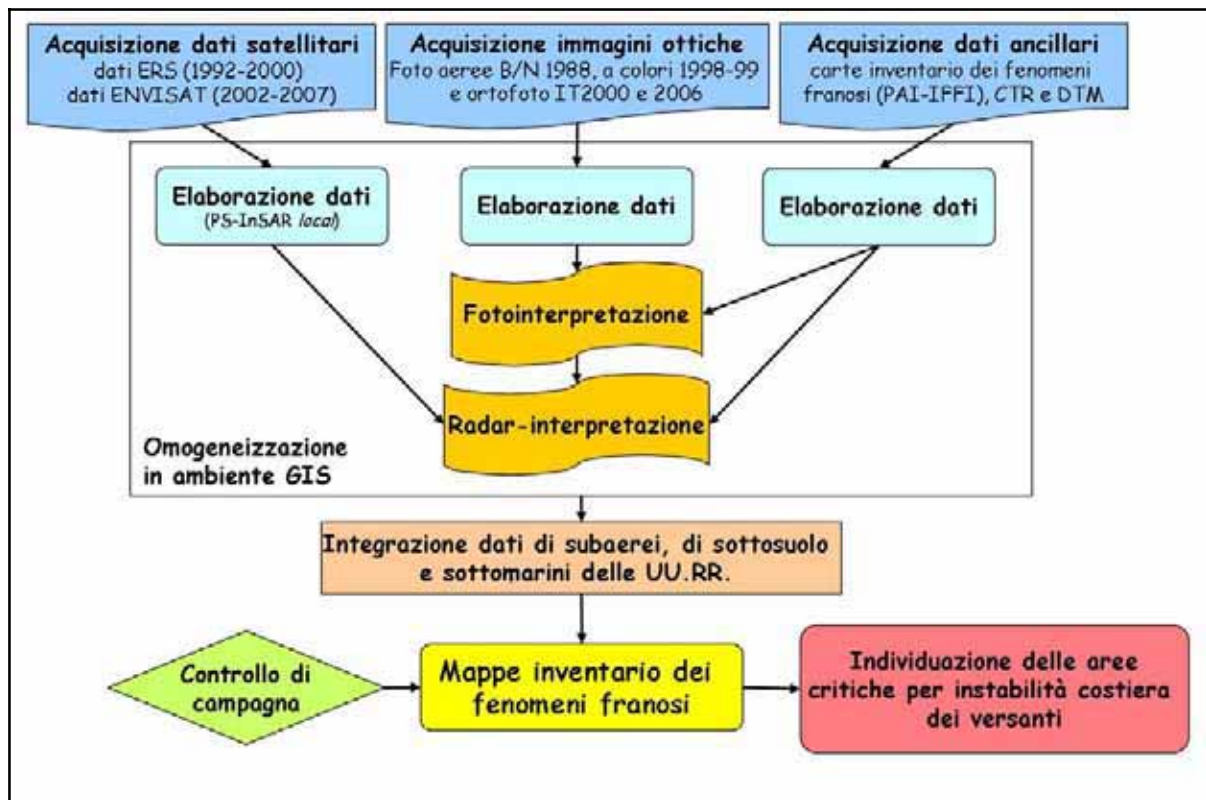 Acquisizione dati satellitari
dati ERS (1992-2000)
dati ENVISAT (2002-2007)
Acquisizione immagini ottiche
Foto aeree B/N 1988, a colori 1998-99
e ortofoto IT2000 e 2006
Acquisizione dati ancillari
carte inventario dei fenomeni
franosi (PAI-IFFI), CTR e DTM
Elaborazione dati
(PS-InSAR local)
Elaborazione dati
Elaborazione dati
Fotointerpretazione
Radar-interpretazione
Omogeneizzazione
in ambiente GIS
Integrazione dati di subaerei, di sottosuolo
e sottomarini delle UU.RR.
Controllo di
campagna
Mappe inventario dei
fenomeni franosi
Individuazione delle aree
critiche per instabilità costiera
dei versanti